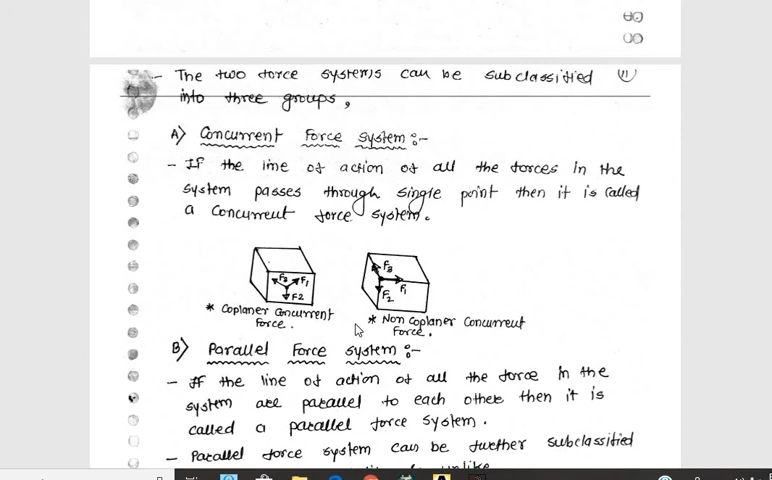 - The two force systems can be subclassified
into three groups,
A) Concurrent Force system :-
- If the line of action of all the forces in the
system passes through single point then it is called
a concurrent force system.
F3 F1
F2
F3
F1
F2
* Coplaner Concurrent
Force.
* Non Coplaner Concurrent
Force.
B) Parallel Force system :-
- If the line of action of all the force in the
system are parallel to each other then it is
called a parallel force system.
- Parallel force system can be further subclassified
unlike